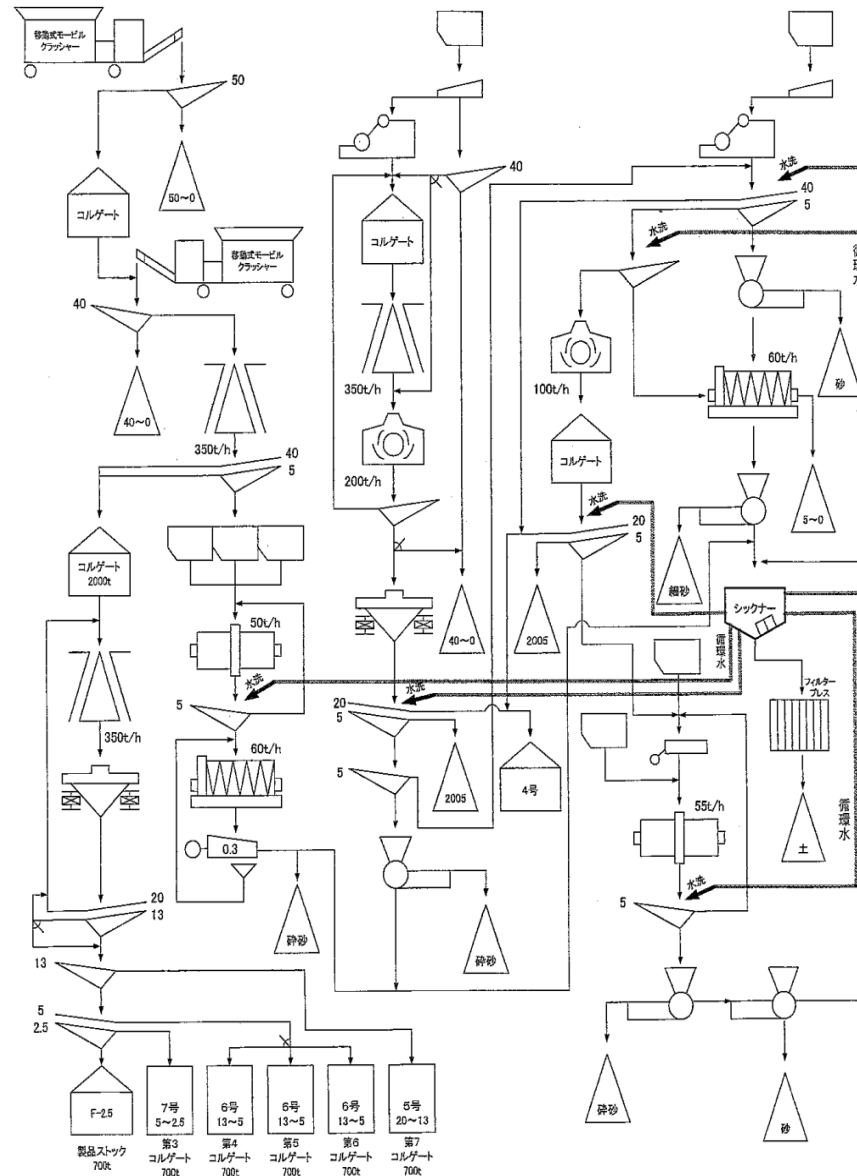 移動式モービル
クラッシャー
50
50～0
コルゲート
移動式モービル
クラッシャー
40
40～0
350t/h
40
5
コルゲート
2000t
50t/h
水洗
5
60t/h
350t/h
0.3
砕砂
20
13
13
5
2.5
F-2.5
製品ストック
700t
7号
5～2.5
第3
コルゲート
700t
6号
13～5
第4
コルゲート
700t
6号
13～5
第5
コルゲート
700t
6号
13～5
第6
コルゲート
700t
5号
20～13
第7
コルゲート
700t
40
コルゲート
350t/h
200t/h
40～0
水洗
20
5
2005
4号
5
砕砂
水洗
40
5
水洗
循環水
砂
60t/h
100t/h
コルゲート
5～0
水洗
20
5
2005
細砂
シックナー
循環水
フィルター
プレス
土
循環水
55t/h
水洗
5
砕砂
砂